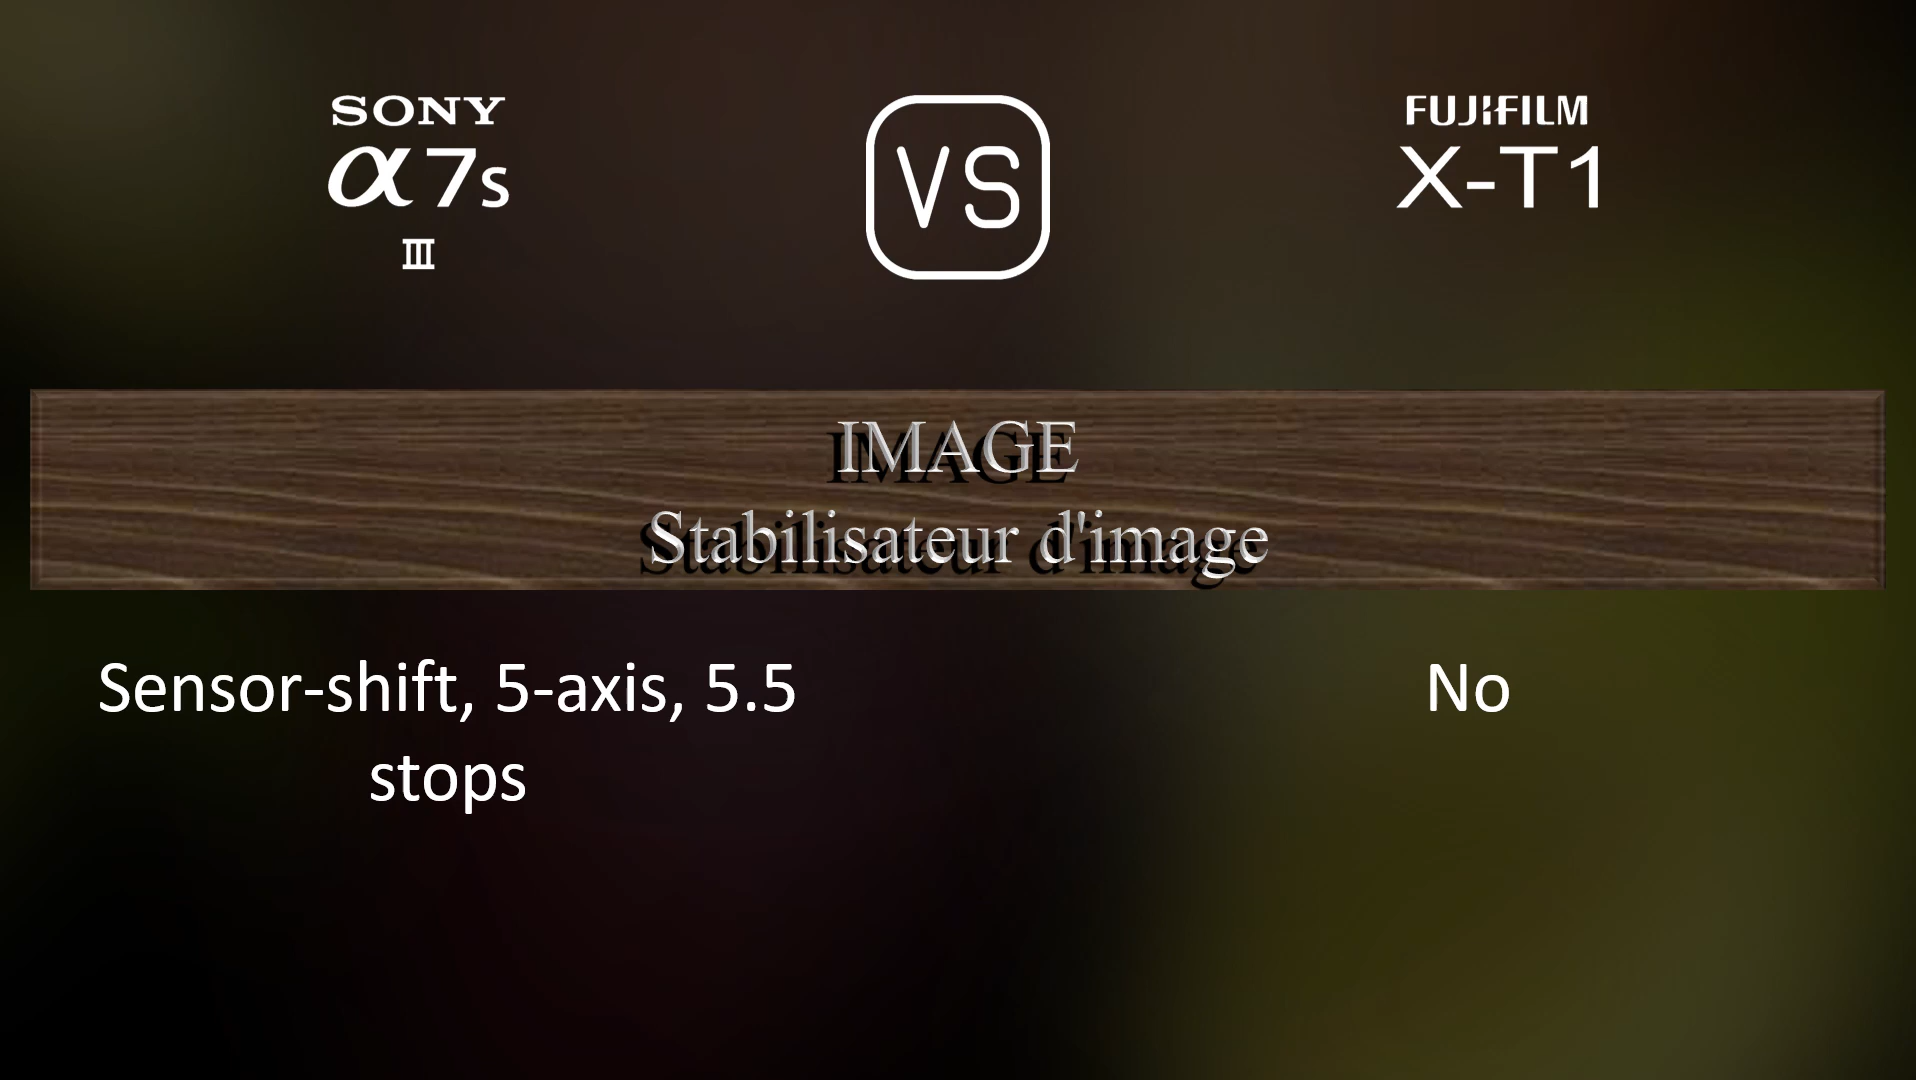 SONY
α7s
III
VS
FUJIFILM
X-T1
IMAGE
Stabilisateur d'image
Sensor-shift, 5-axis, 5.5
stops
No